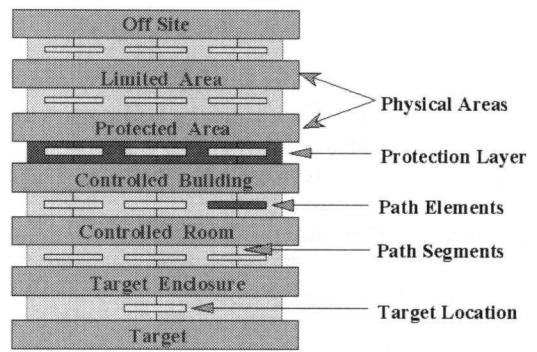 Off Site
Limited Area
Physical Areas
Protected Area
Protection Layer
Controlled Building
Path Elements
Controlled Room
Path Segments
Target Enclosure
Target Location
Target